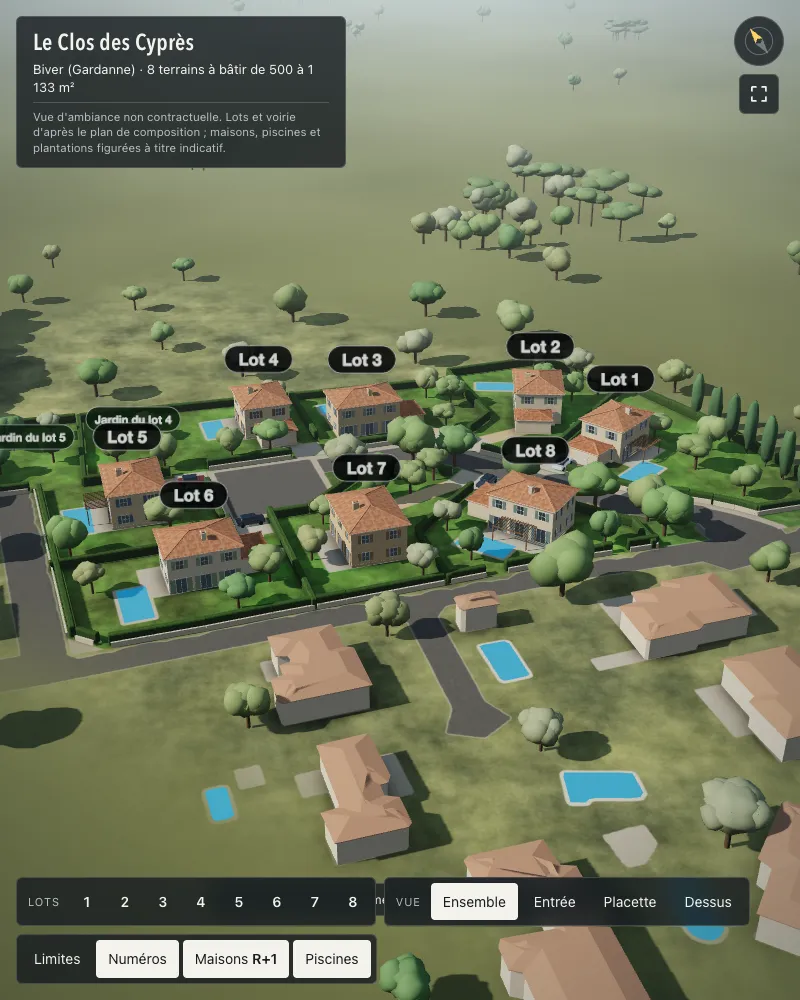 Le Clos des Cyprès
Biver (Gardanne) · 8 terrains à bâtir de 500 à 1
133 m²
Vue d'ambiance non contractuelle. Lots et voirie
d'après le plan de composition ; maisons, piscines et
plantations figurées à titre indicatif.
Lot 2
Lot 4
Lot 3
Lot 1
Jardin du lot 4
rdin du lot 5
Lot 5
Lot 8
Lot 7
Lot 6
LOTS 1 2 3 4 5 6 7 8
VUE Ensemble Entrée Placette Dessus
Limites Numéros Maisons R+1 Piscines